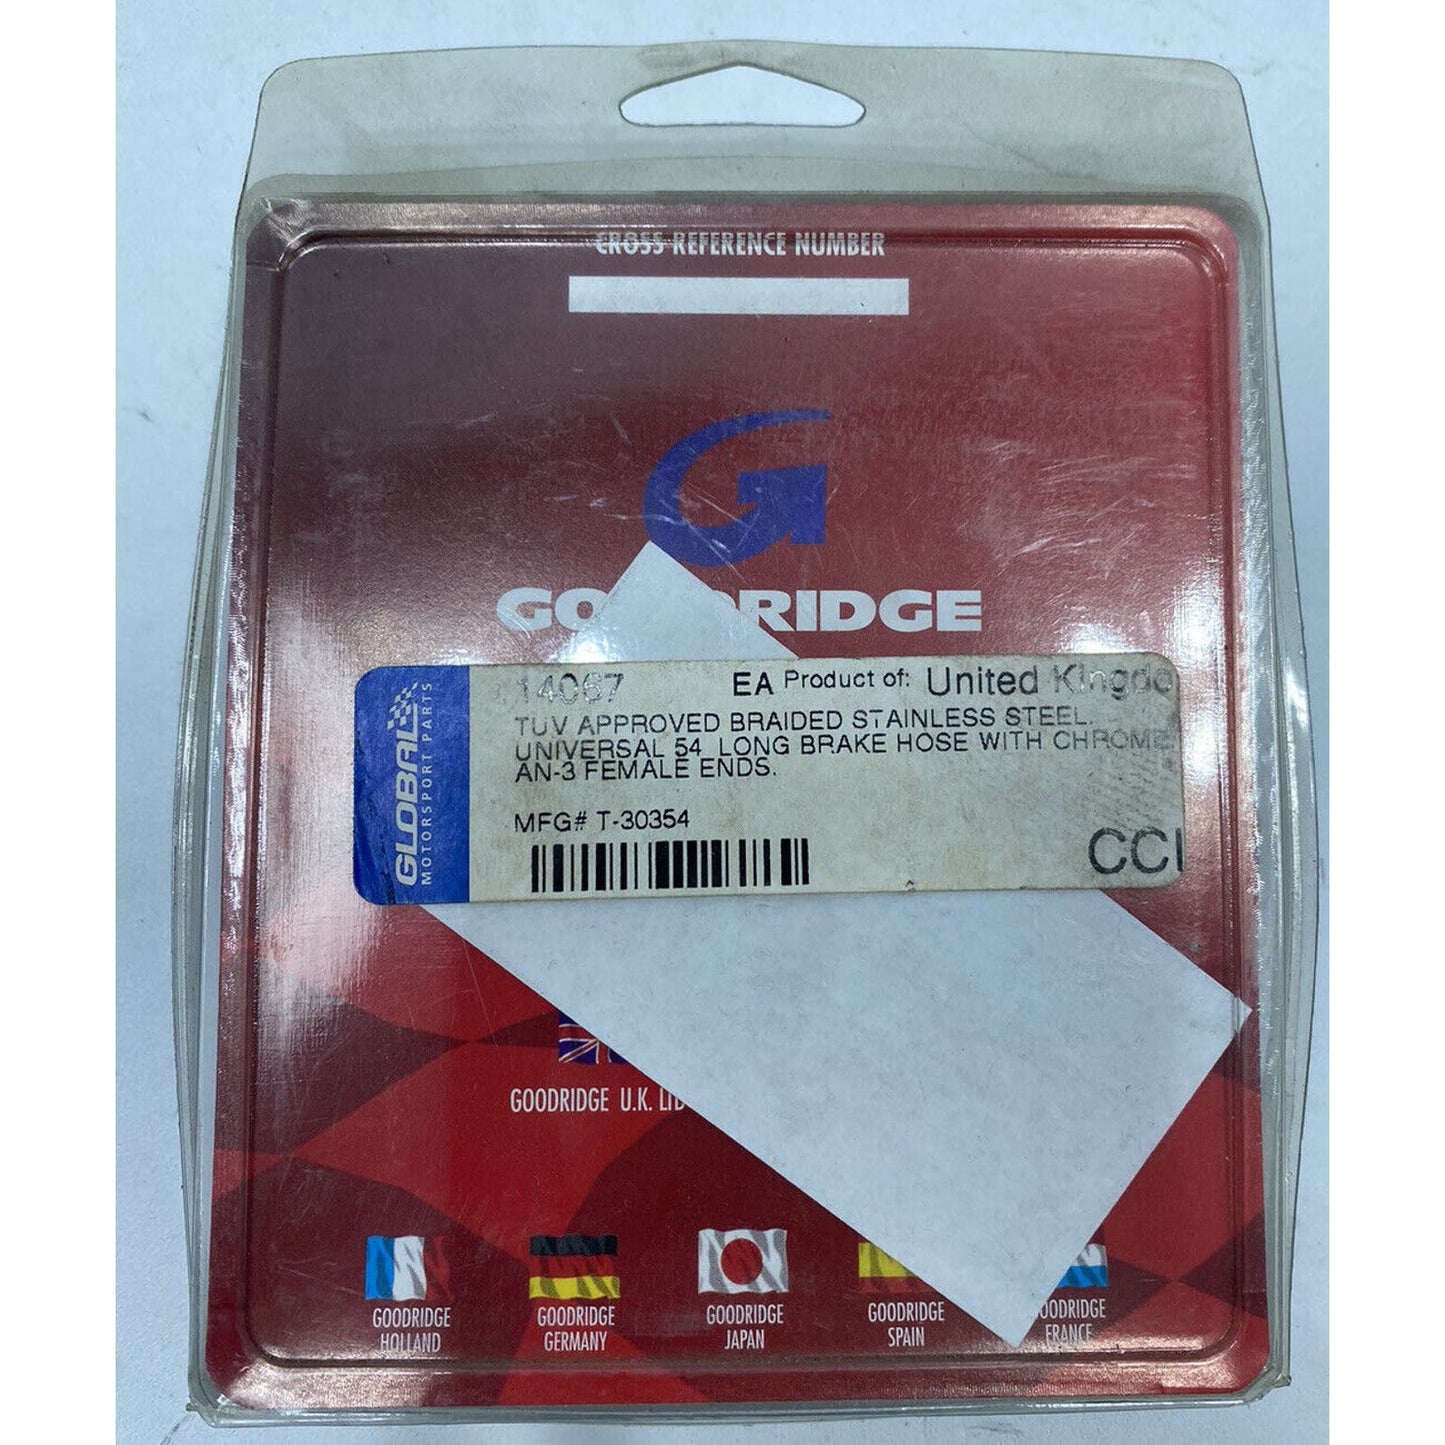 CROSS REFERENCE NUMBER
GOODRIDGE
14067 EA Product of: United Kingdo
TUV APPROVED BRAIDED STAINLESS STEEL.
UNIVERSAL 54 LONG BRAKE HOSE WITH CHROME
AN-3 FEMALE ENDS.
MFG# T-30354
CCI
GLOBAL
MOTORSPORT PARTS
GOODRIDGE U.K. LTD
GOODRIDGE
HOLLAND
GOODRIDGE
GERMANY
GOODRIDGE
JAPAN
GOODRIDGE
SPAIN
OODRIDGE
FRANCE